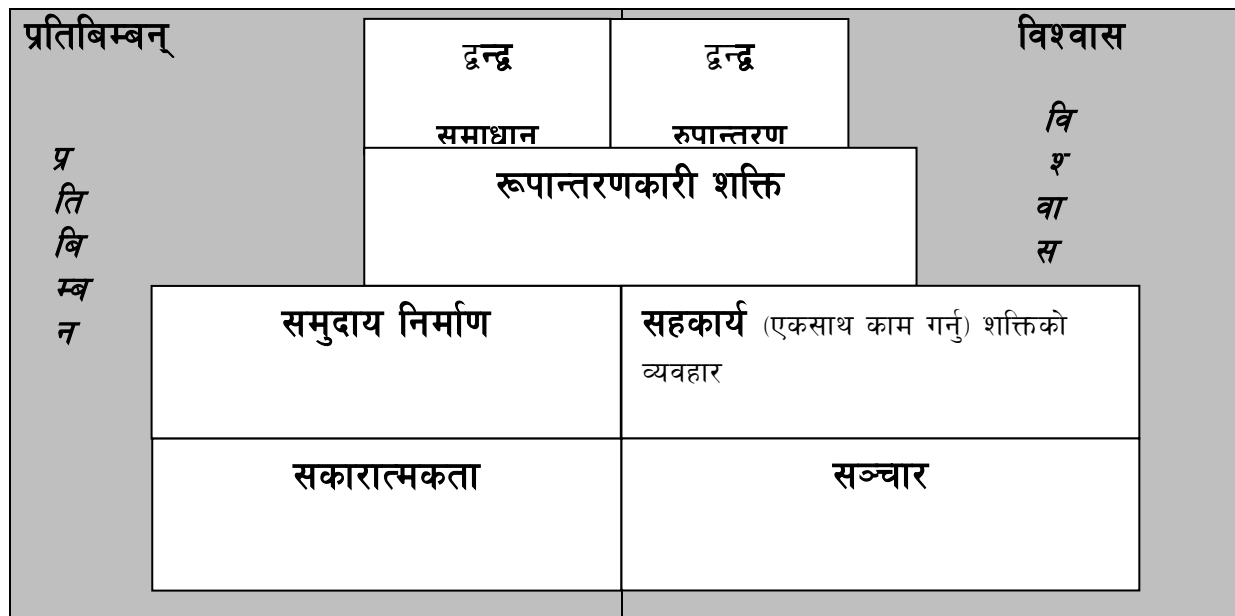 प्रतिबिम्बन्
विश्वास
द्वन्द्व
समाधान
द्वन्द्व
रुपान्तरण
प्र
ति
बि
म्ब
न
वि
श्
वा
स
रूपान्तरणकारी शक्ति
समुदाय निर्माण
सहकार्य (एकसाथ काम गर्नु) शक्तिको
व्यवहार
सकारात्मकता
सञ्चार